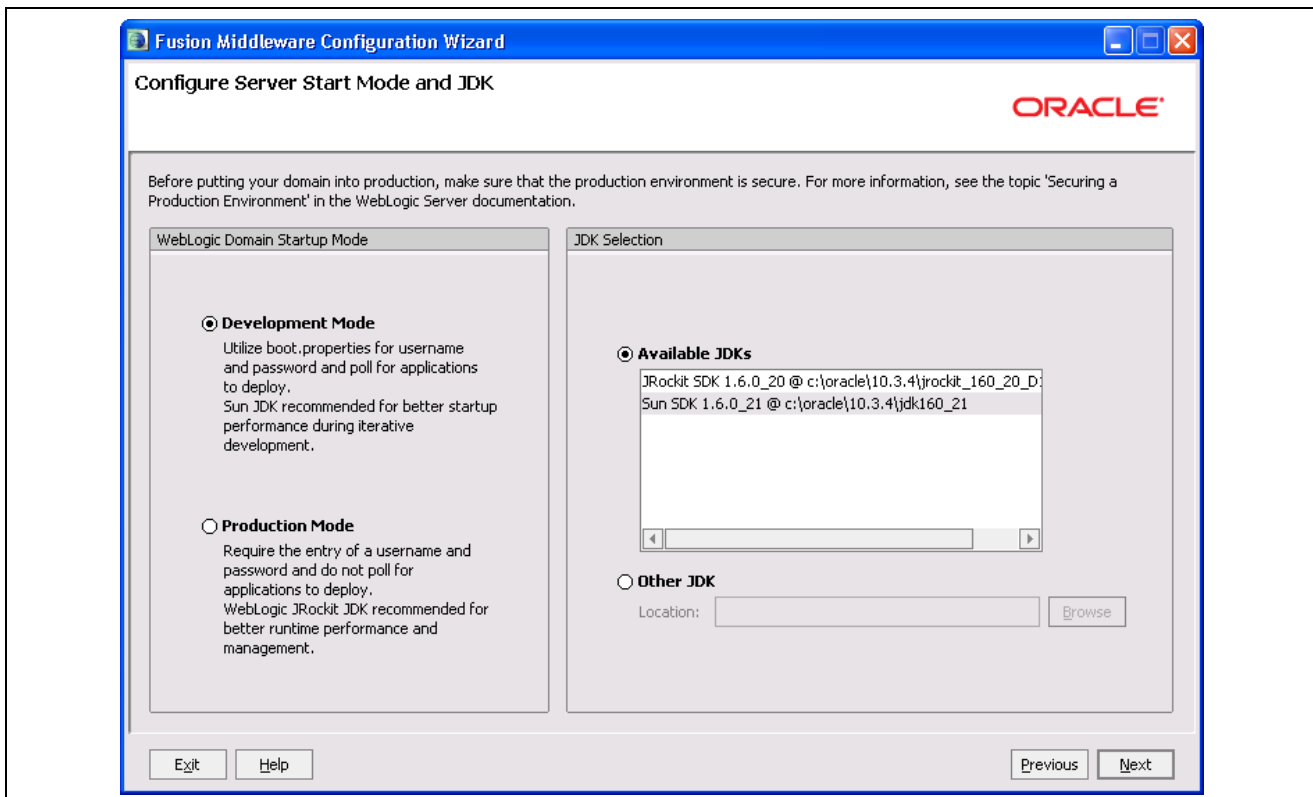 Fusion Middleware Configuration Wizard
Configure Server Start Mode and JDK
ORACLE
Before putting your domain into production, make sure that the production environment is secure. For more information, see the topic 'Securing a
Production Environment' in the WebLogic Server documentation.
WebLogic Domain Startup Mode
Development Mode
Utilize boot.properties for username
and password and poll for applications
to deploy.
Sun JDK recommended for better startup
performance during iterative
development.
Production Mode
Require the entry of a username and
password and do not poll for
applications to deploy.
WebLogic JRockit JDK recommended for
better runtime performance and
management.
JDK Selection
Available JDKs
JRockit SDK 1.6.0_20 @ c:\oracle\10.3.4\jrockit_160_20_D1
Sun SDK 1.6.0_21 @ c:\oracle\10.3.4\jdk160_21
Other JDK
Location:
Browse
Exit
Help
Previous
Next